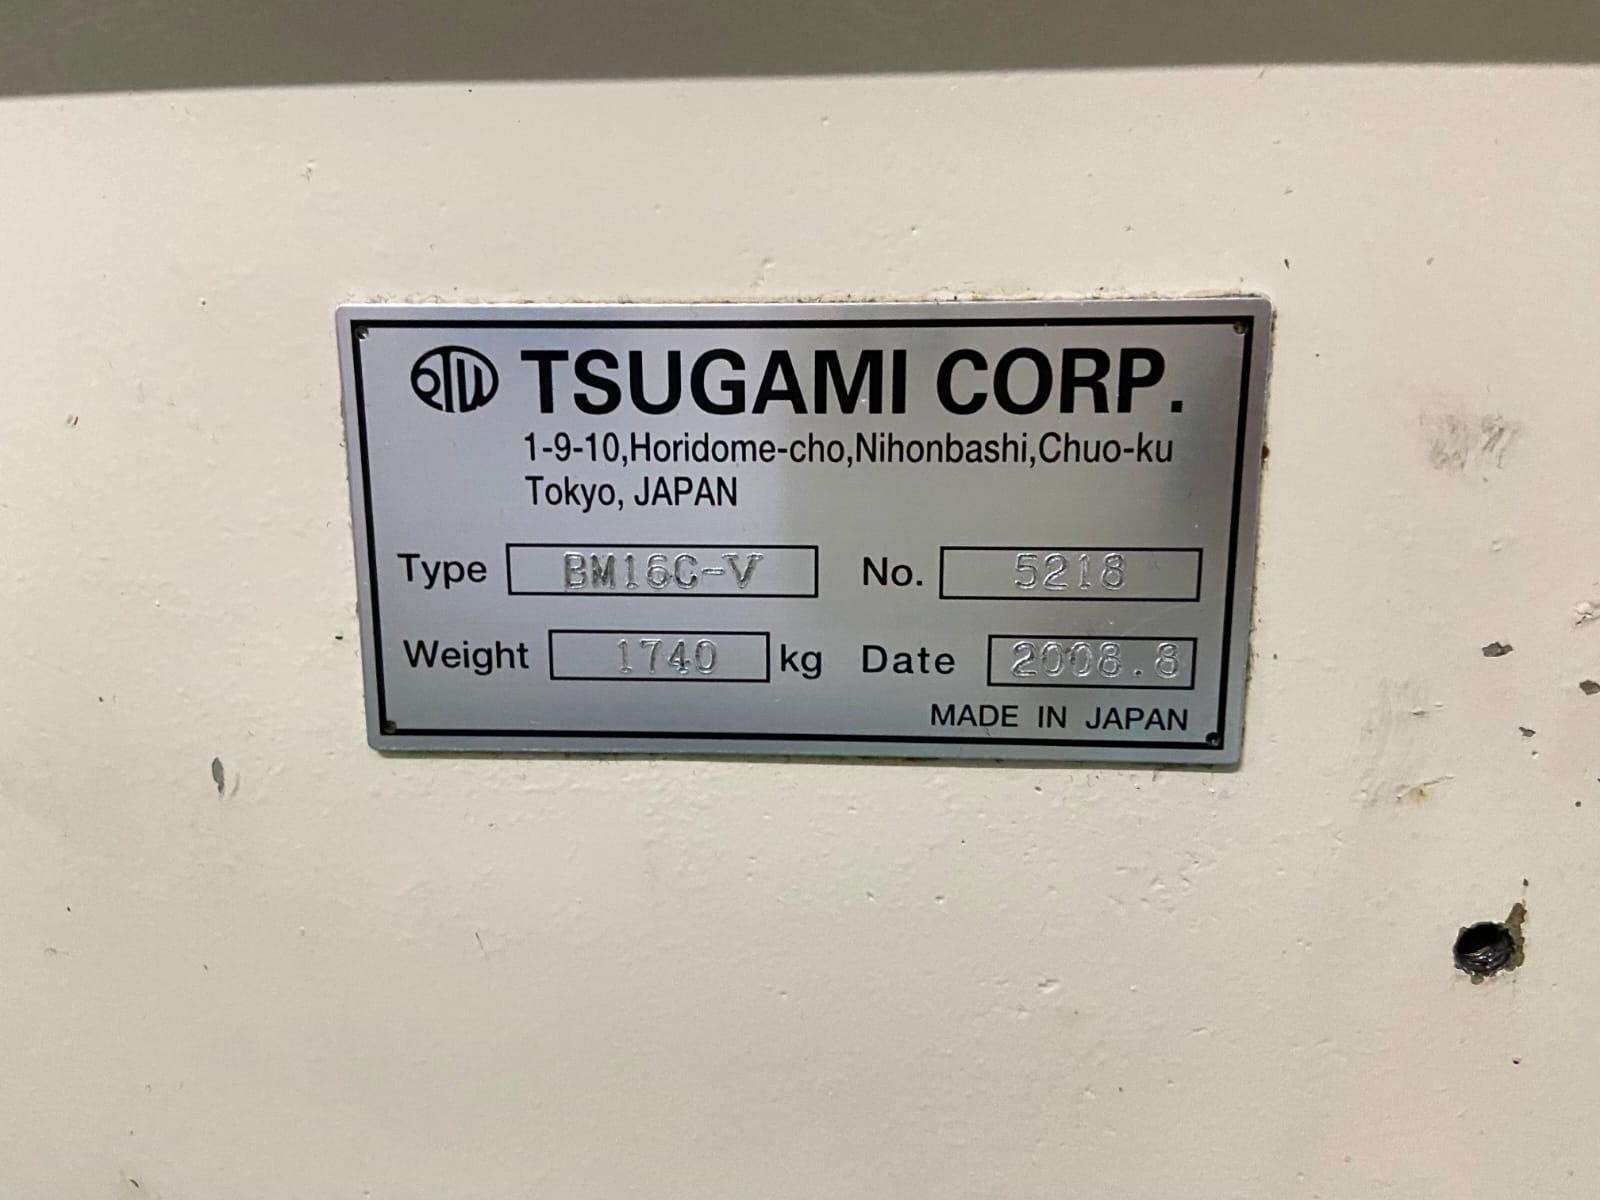 TSUGAMI CORP.
1-9-10,Horidome-cho,Nihonbashi,Chuo-ku
Tokyo, JAPAN
Type BM16C-V No. 5218
Weight 1740 kg Date 2008.8
MADE IN JAPAN